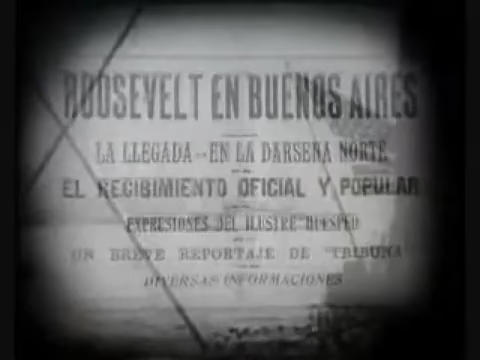 ROOSEVELT EN BUENOS AIRES
LA LLEGADA--EN LA DARSENA NORTE
EL RECIBIMIENTO OFICIAL Y POPULAR
EXPRESIONES DEL ILUSTRE HUESPED
UN BREVE REPORTAJE DE "TRIBUNA
DIVERSAS INFORMACIONES